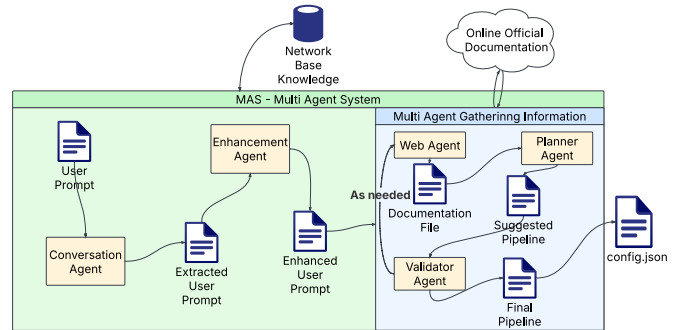 Network
Base
Knowledge
Online Official
Documentation
MAS - Multi Agent System
Multi Agent Gatherinng Information
User
Prompt
Conversation
Agent
Extracted
User
Prompt
Enhancement
Agent
Enhanced
User
Prompt
As needed
Web Agent
Documentation
File
Planner
Agent
Suggested
Pipeline
Validator
Agent
Final
Pipeline
config.json